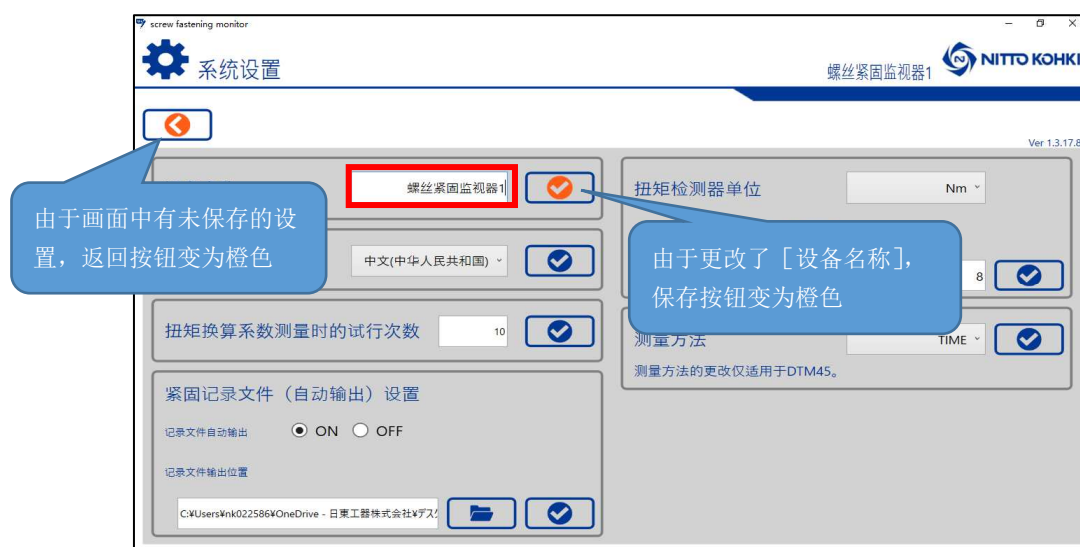 screw fastening monitor
系统设置
螺丝紧固监视器1
NITTO KOHKI
Ver 1.3.17.8
螺丝紧固监视器1
扭矩检测器单位
Nm
由于画面中有未保存的设
置，返回按钮变为橙色
由于更改了［设备名称］，
保存按钮变为橙色
中文(中华人民共和国)
8
扭矩换算系数测量时的试行次数
10
测量方法
TIME
测量方法的更改仅适用于DTM45。
紧固记录文件（自动输出）设置
记录文件自动输出
ON
OFF
记录文件输出位置
C:¥Users¥nk022586¥OneDrive - 日東工器株式会社¥デスク